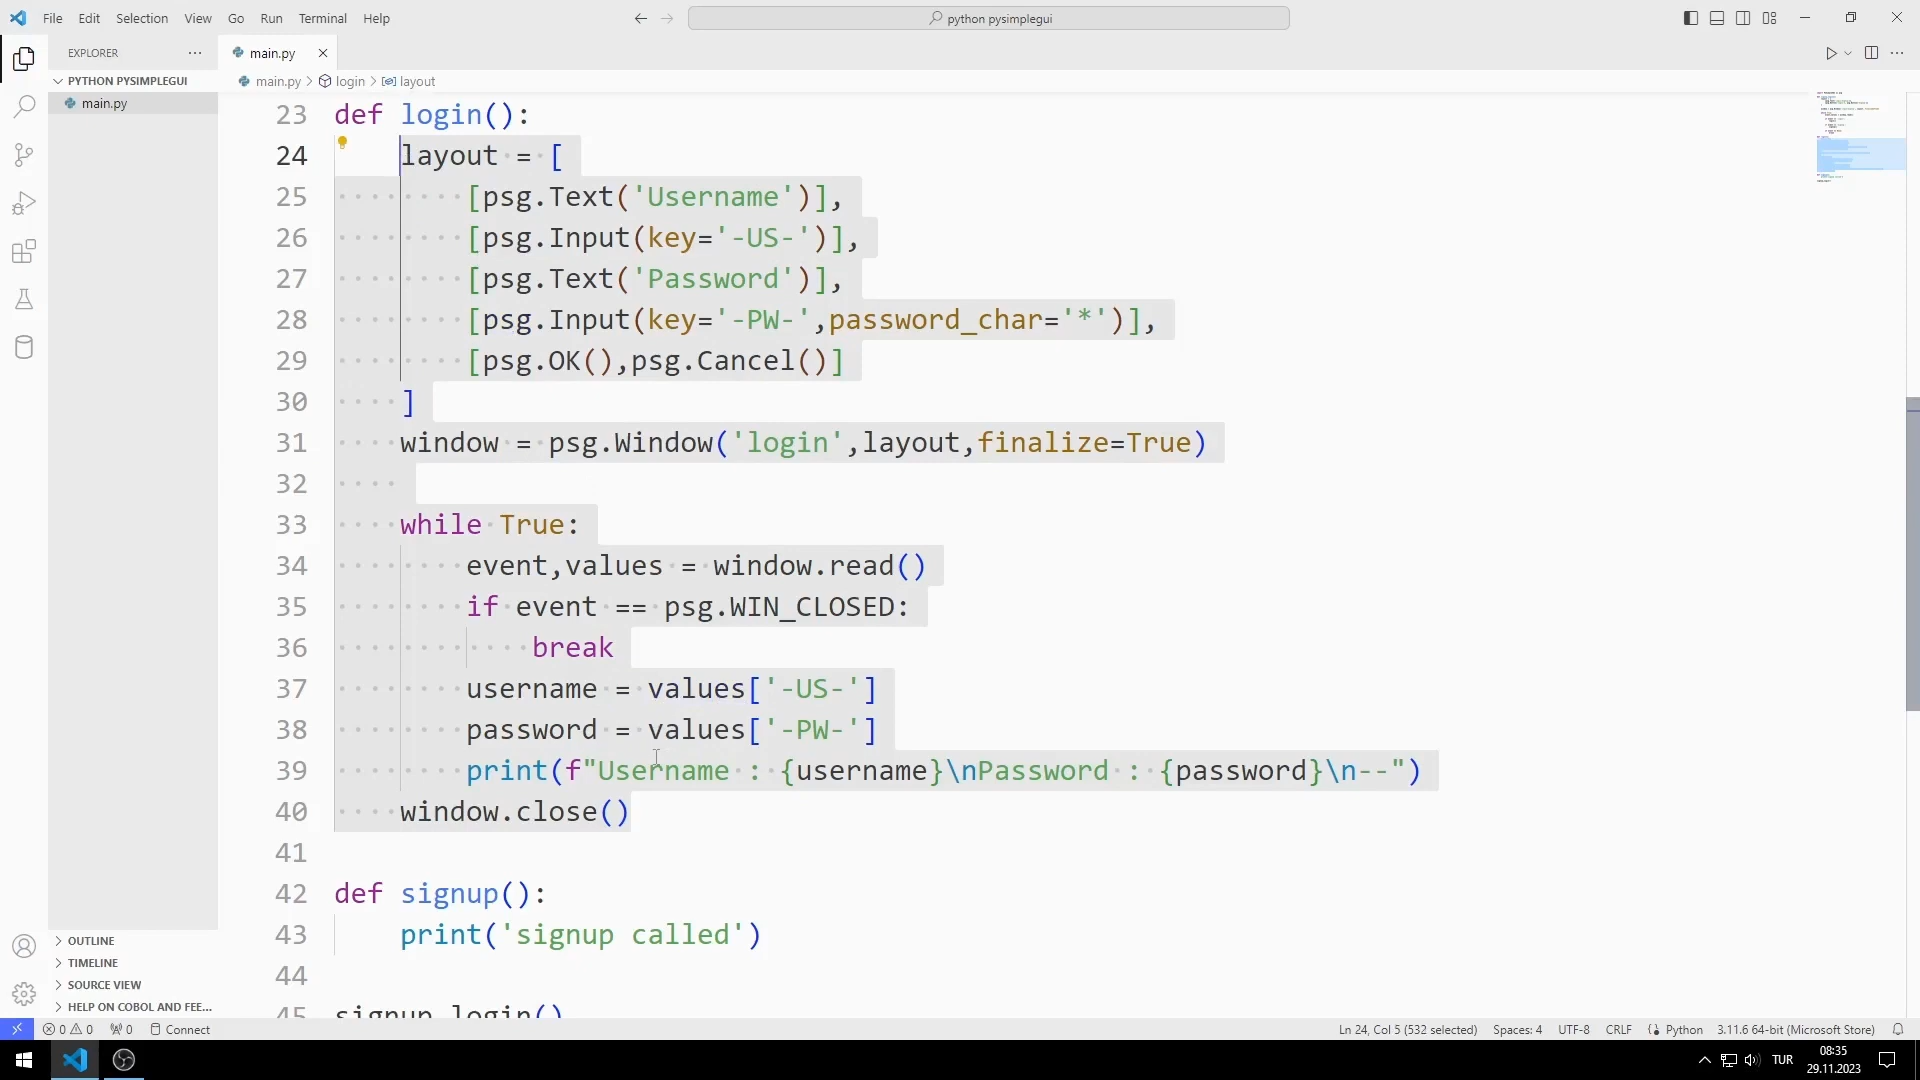 File Edit Selection View Go Run Terminal Help
python pysimplegui
EXPLORER
main.py
PYTHON PYSIMPLEGUI
main.py > login > layout
main.py
23 def login():
24 layout = [
25 [psg.Text('Username')],
26 [psg.Input(key='-US-')],
27 [psg.Text('Password')],
28 [psg.Input(key='-PW-',password_char='*')],
29 [psg.OK(),psg.Cancel()]
30 ]
31 window = psg.Window('login',layout,finalize=True)
32
33 while True:
34 event,values = window.read()
35 if event == psg.WIN_CLOSED:
36 break
37 username = values['-US-']
38 password = values['-PW-']
39 print(f"Username : {username}\nPassword : {password}\n--")
40 window.close()
41
42 def signup():
43 print('signup called')
44
45 signup_login()
OUTLINE
TIMELINE
SOURCE VIEW
HELP ON COBOL AND FEE...
0 0 0 Connect
Ln 24, Col 5 (532 selected) Spaces: 4 UTF-8 CRLF Python 3.11.6 64-bit (Microsoft Store)
TUR
08:35
29.11.2023